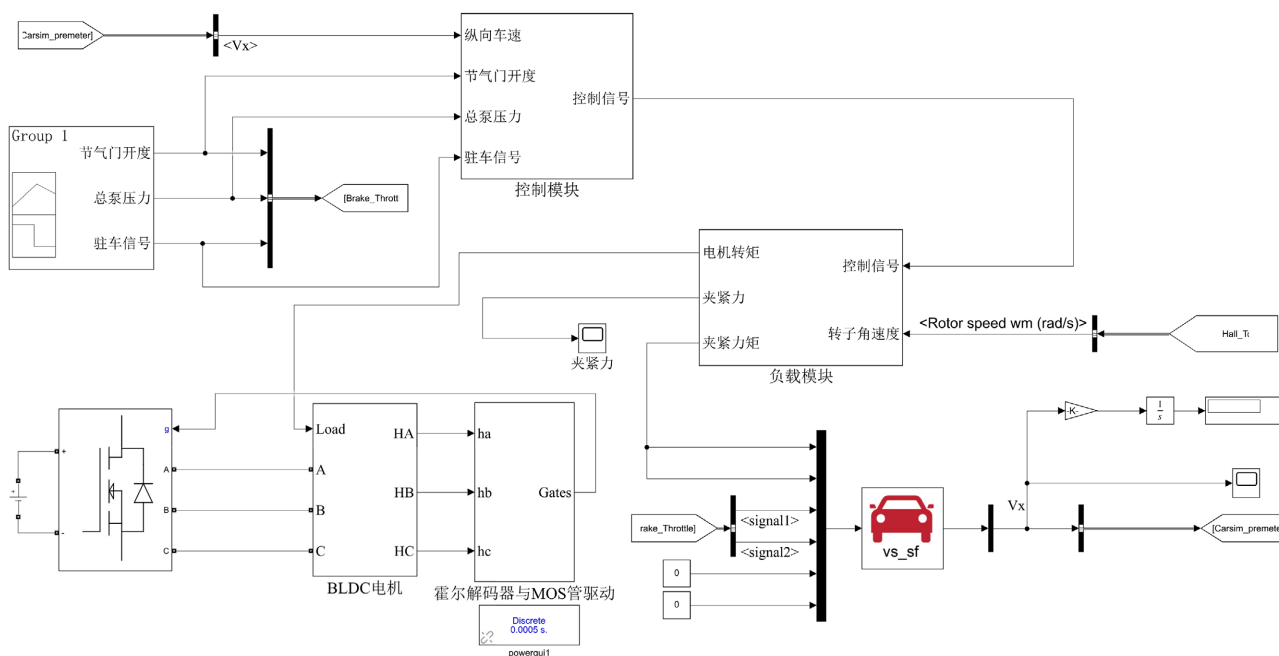 Carsim_premeter]
<Vx>
纵向车速
节气门开度
总泵压力
驻车信号
控制信号
控制模块
Group 1
节气门开度
总泵压力
驻车信号
[Brake_Thrott
电机转矩
夹紧力
夹紧力矩
控制信号
转子角速度
负载模块
<Rotor speed wm (rad/s)>
Hall_To
夹紧力
+
-
g
A
B
C
+
Load
A
B
C
HA
HB
HC
BLDC电机
ha
hb
hc
Gates
霍尔解码器与MOS管驱动
Discrete
0.0005 s.
powergui1
rake_Throttle]
<signal1>
<signal2>
0
0
vs_sf
Vx
-K-
1
s
[Carsim_premete